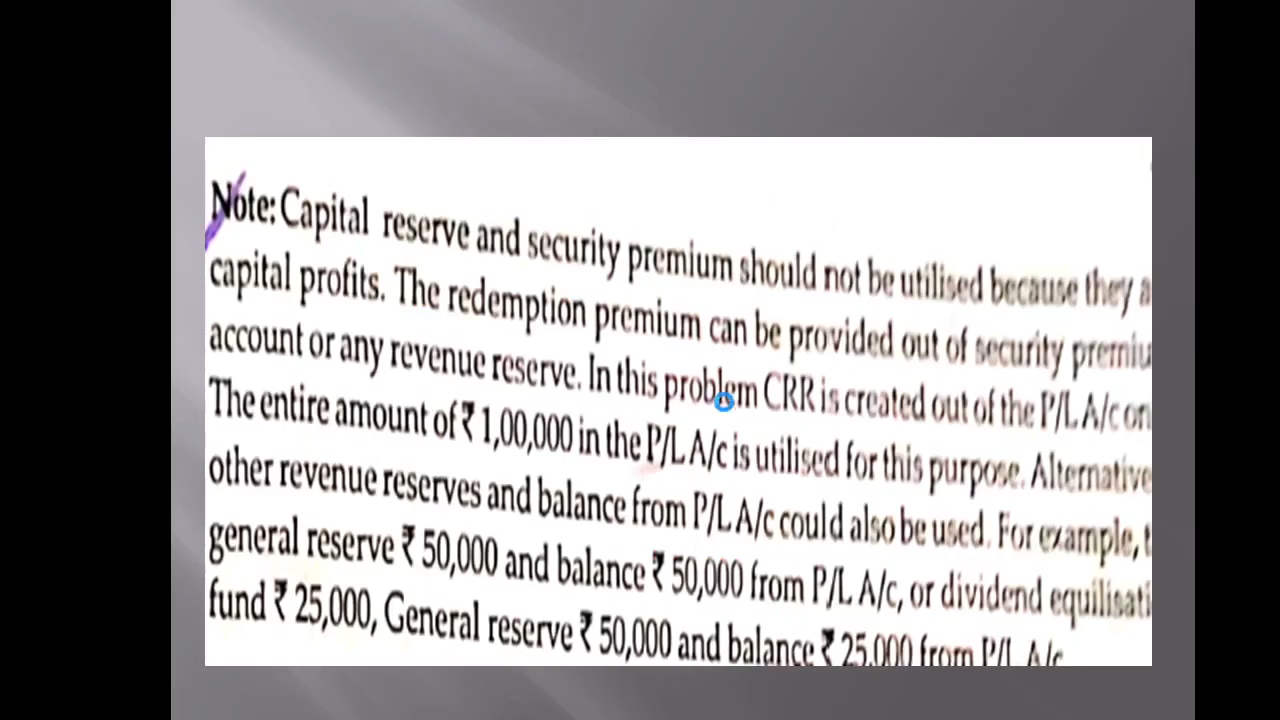 Note: Capital reserve and security premium should not be utilised because they a
capital profits. The redemption premium can be provided out of security premiu
account or any revenue reserve. In this problem CRR is created out of the P/L A/c on
The entire amount of ₹ 1,00,000 in the P/L A/c is utilised for this purpose. Alternative
other revenue reserves and balance from P/L A/c could also be used. For example, t
general reserve ₹ 50,000 and balance ₹ 50,000 from P/L A/c, or dividend equilisati
fund ₹ 25,000, General reserve ₹ 50,000 and balance ₹ 25,000 from P/L A/c